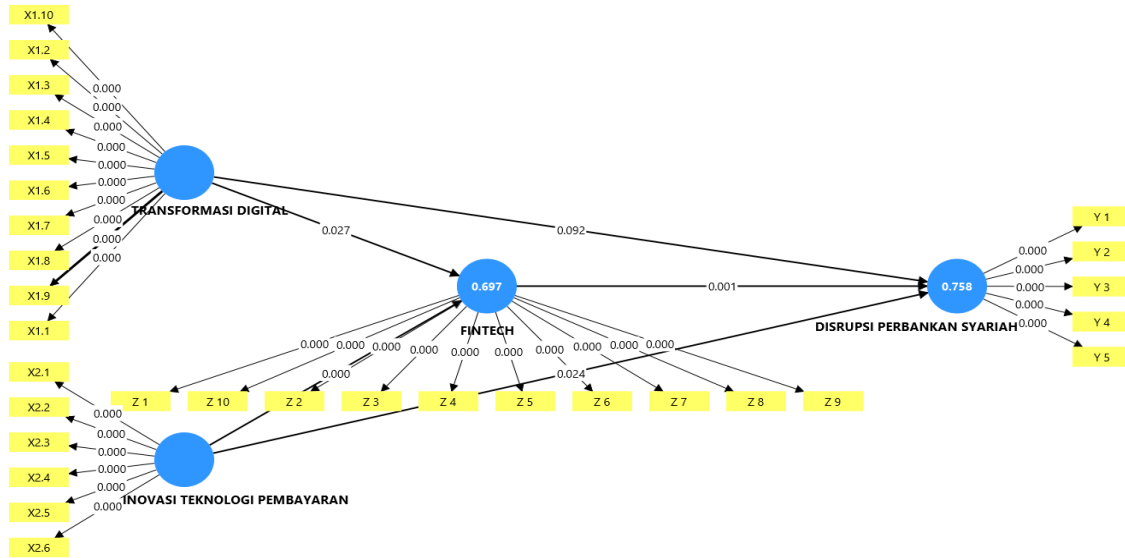 X1.10
X1.2
X1.3
X1.4
X1.5
X1.6
X1.7
X1.8
X1.9
X1.1
0.000
0.000
0.000
0.000
0.000
0.000
0.000
0.000
0.000
0.000
TRANSFORMASI DIGITAL
0.027
0.092
0.697
0.001
FINTECH
0.758
DISRUPSI PERBANKAN SYARIAH
0.000
0.000
0.000
0.000
0.000
Y 1
Y 2
Y 3
Y 4
Y 5
0.000
0.000
0.000
0.000
0.000
0.000
0.000
0.000
0.000
0.000
0.000
0.024
Z 1
Z 10
Z 2
Z 3
Z 4
Z 5
Z 6
Z 7
Z 8
Z 9
X2.1
X2.2
X2.3
X2.4
X2.5
X2.6
0.000
0.000
0.000
0.000
0.000
0.000
INOVASI TEKNOLOGI PEMBAYARAN